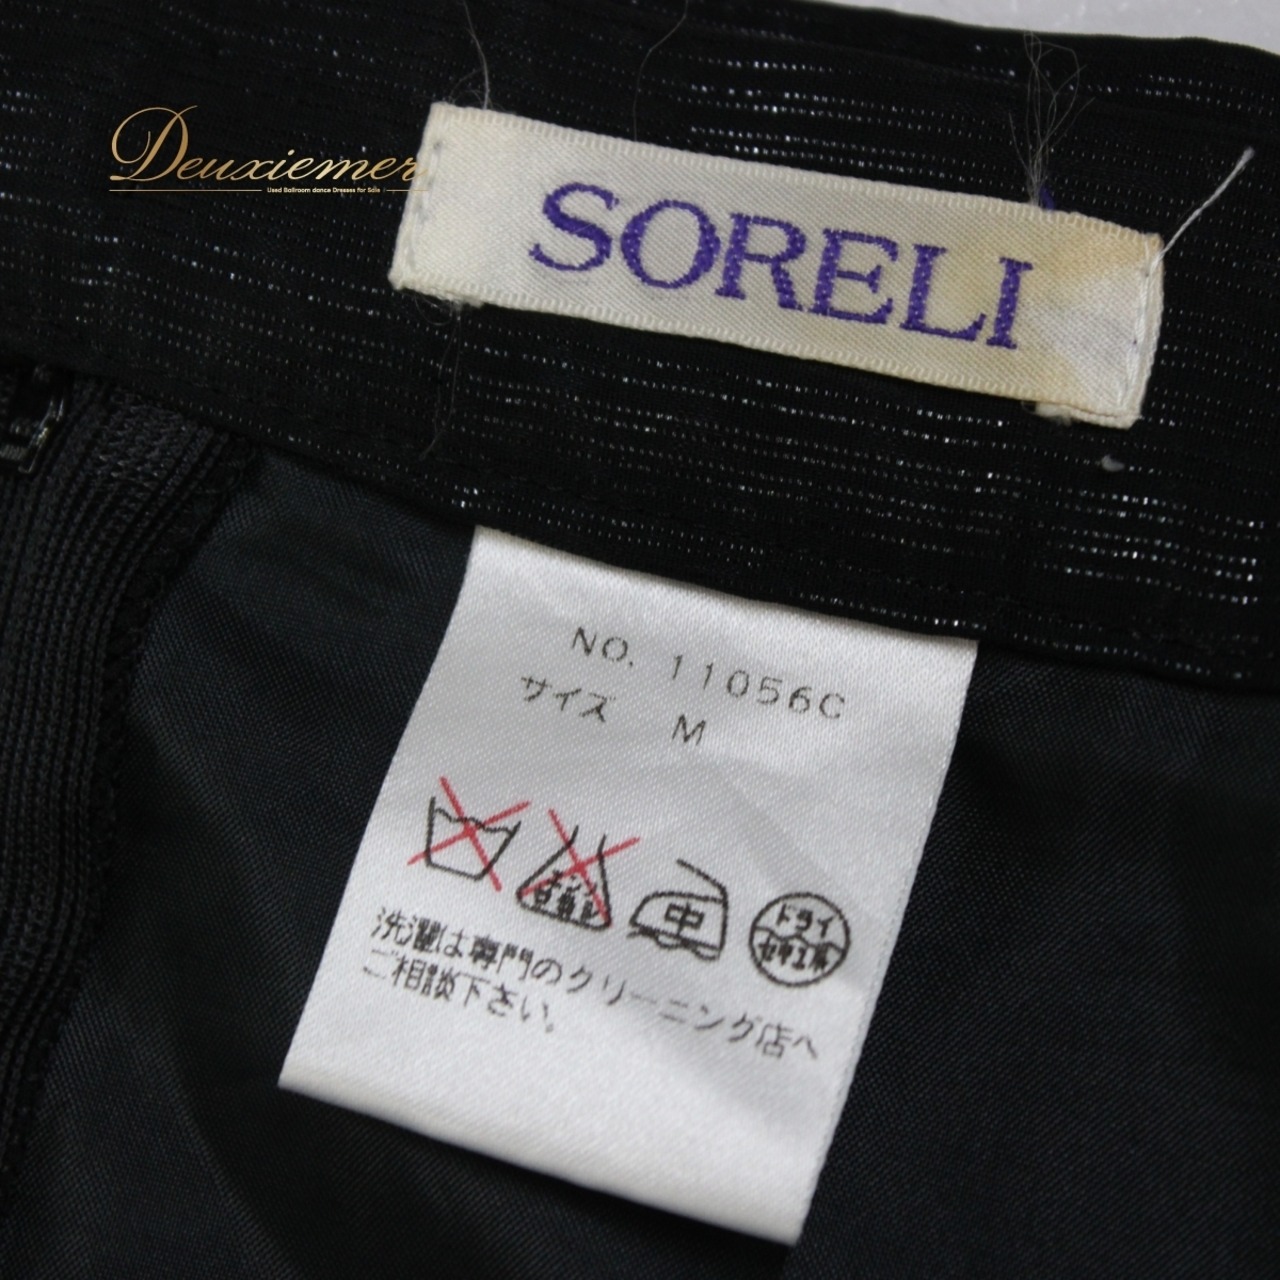 Deuxiemer
Used Ballroom dance Dresses for Sale
SORELI
NO. 11056C
サイズ M
中
ドライ
洗濯は専門のクリーニング店へ
ご相談下さい。